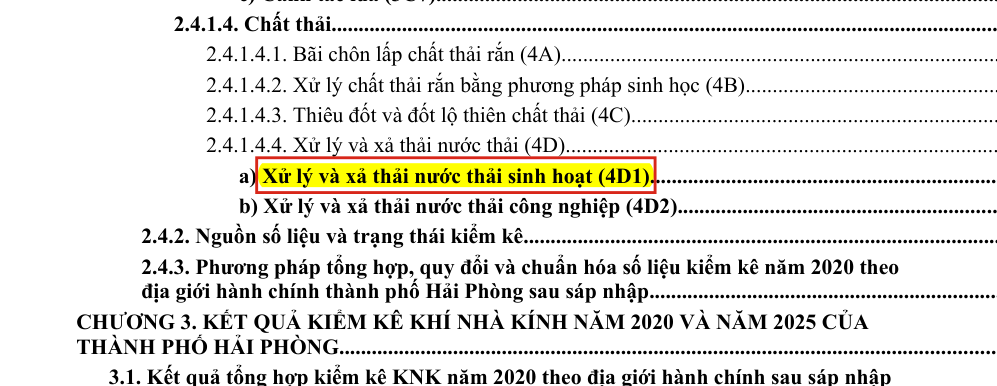 2.4.1.4. Chất thải
2.4.1.4.1. Bãi chôn lấp chất thải rắn (4A)
2.4.1.4.2. Xử lý chất thải rắn bằng phương pháp sinh học (4B)
2.4.1.4.3. Thiêu đốt và đốt lộ thiên chất thải (4C)
2.4.1.4.4. Xử lý và xả thải nước thải (4D)
a) Xử lý và xả thải nước thải sinh hoạt (4D1)
b) Xử lý và xả thải nước thải công nghiệp (4D2)
2.4.2. Nguồn số liệu và trạng thái kiểm kê
2.4.3. Phương pháp tổng hợp, quy đổi và chuẩn hóa số liệu kiểm kê năm 2020 theo
địa giới hành chính thành phố Hải Phòng sau sáp nhập
CHƯƠNG 3. KẾT QUẢ KIỂM KÊ KHÍ NHÀ KÍNH NĂM 2020 VÀ NĂM 2025 CỦA
THÀNH PHỐ HẢI PHÒNG
3.1. Kết quả tổng hợp kiểm kê KNK năm 2020 theo địa giới hành chính sau sáp nhập